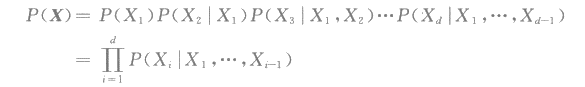 P(X) = P(X₁)P(X₂|X₁)P(X₃|X₁,X₂)⋯P(X_d|X₁,⋯,X_{d−1})
= ∏_{i=1}^{d} P(X_i|X₁,⋯,X_{i−1})